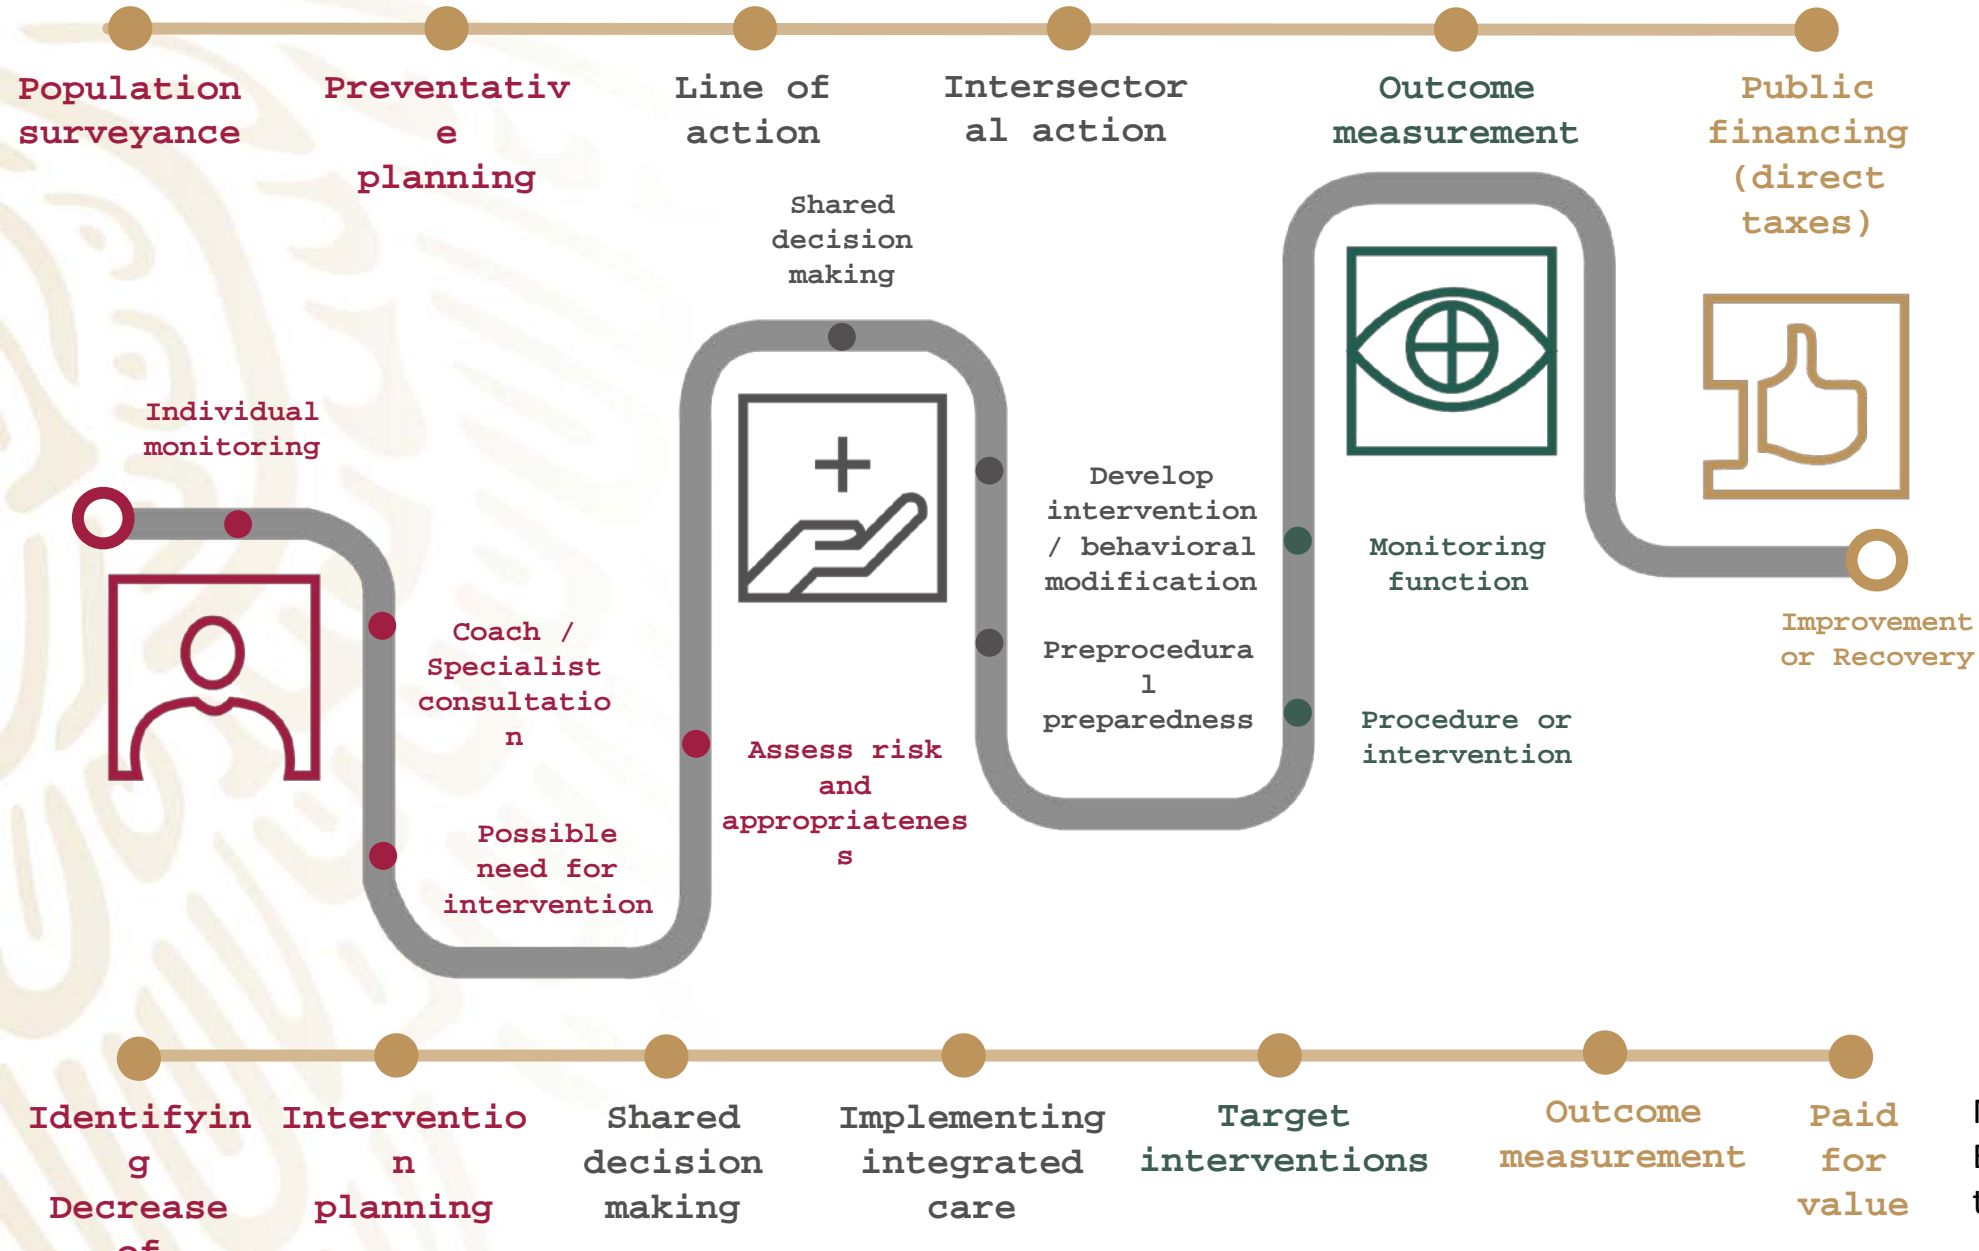 Population
surveyance
Preventativ
e
planning
Line of
action
Intersector
al action
Outcome
measurement
Public
financing
(direct
taxes)
Shared
decision
making
Individual
monitoring
Coach /
Specialist
consultatio
n
Possible
need for
intervention
Assess risk
and
appropriatenes
s
Develop
intervention
/ behavioral
modification
Preprocedura
l
preparedness
Monitoring
function
Procedure or
intervention
Improvement
or Recovery
Identifyin
g
Decrease
of
Interventio
n
planning
Shared
decision
making
Implementing
integrated
care
Target
interventions
Outcome
measurement
Paid
for
value